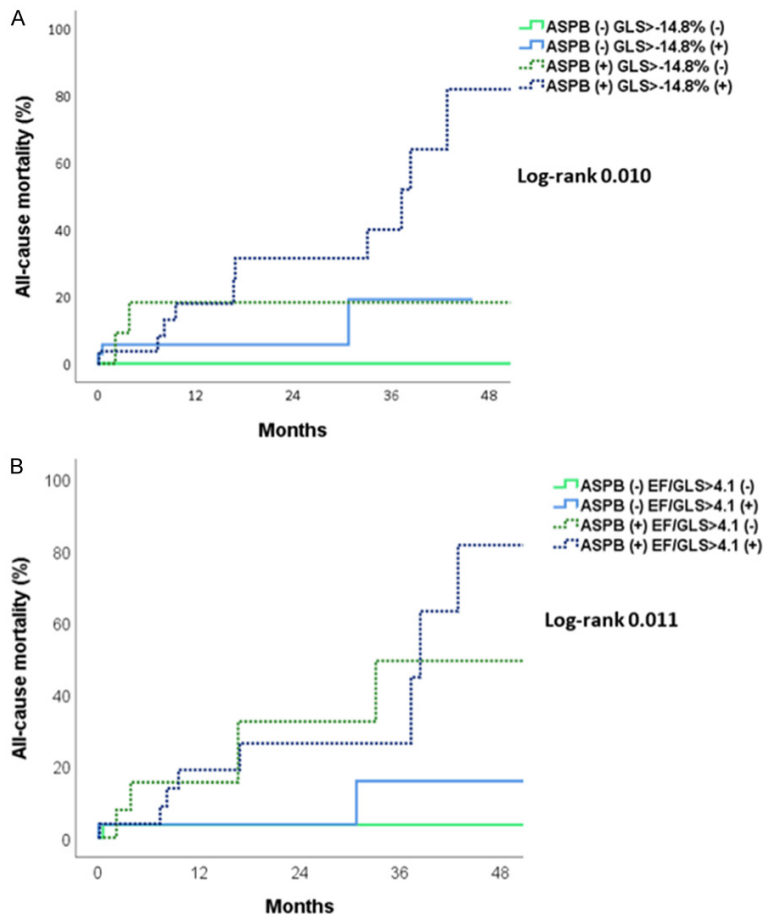 A
100
80
60
40
20
0
All-cause mortality (%)
0 12 24 36 48
Months
ASPB (-) GLS>-14.8% (-)
ASPB (-) GLS>-14.8% (+)
ASPB (+) GLS>-14.8% (-)
ASPB (+) GLS>-14.8% (+)
Log-rank 0.010
B
100
80
60
40
20
0
All-cause mortality (%)
0 12 24 36 48
Months
ASPB (-) EF/GLS>4.1 (-)
ASPB (-) EF/GLS>4.1 (+)
ASPB (+) EF/GLS>4.1 (-)
ASPB (+) EF/GLS>4.1 (+)
Log-rank 0.011